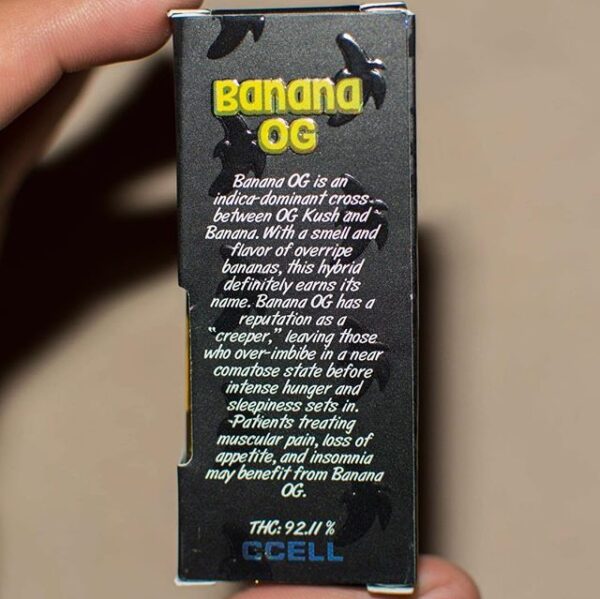 Banana
OG
Banana OG is an
indica-dominant cross-
between OG Kush and
Banana. With a smell and
flavor of overripe
bananas, this hybrid
definitely earns its
name. Banana OG has a
reputation as a
"creeper," leaving those
who over-imbibe in a near
comatose state before
intense hunger and
sleepiness sets in.
Patients treating
muscular pain, loss of
appetite, and insomnia
may benefit from Banana
OG.
THC: 92.11 %
CCELL